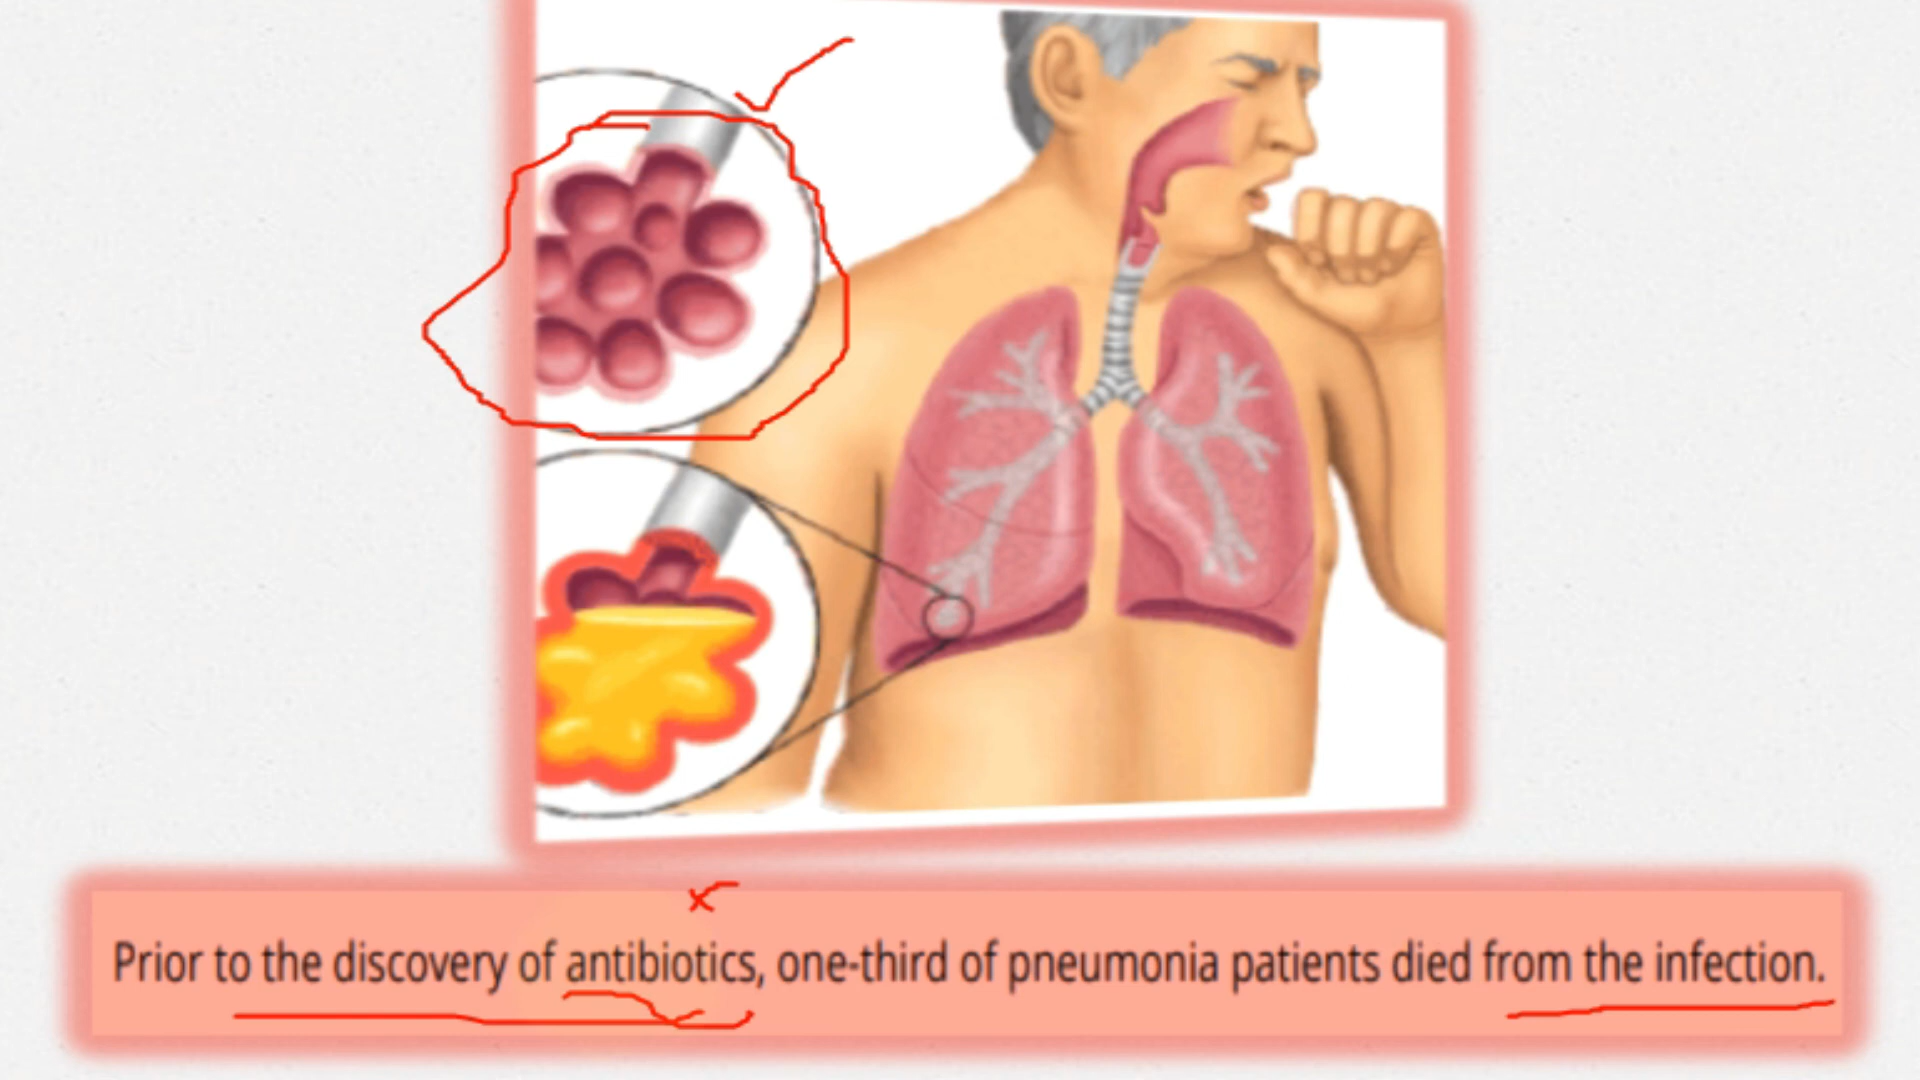 Prior to the discovery of antibiotics, one-third of pneumonia patients died from the infection.